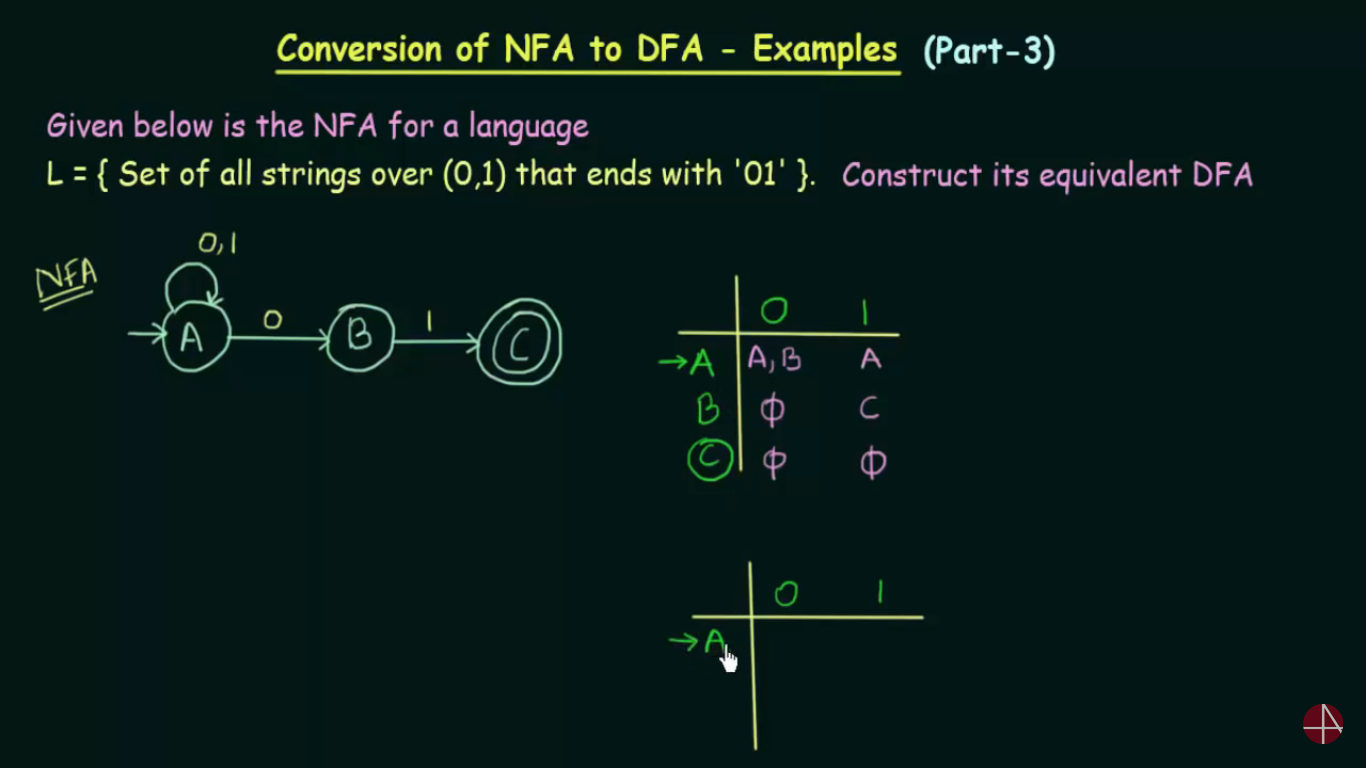 Conversion of NFA to DFA - Examples (Part-3)
Given below is the NFA for a language
L = { Set of all strings over (0,1) that ends with '01' }. Construct its equivalent DFA
NFA
0,1
A
0
B
1
C
0 1
→A A, B A
B Φ C
C Φ Φ
0 1
→A